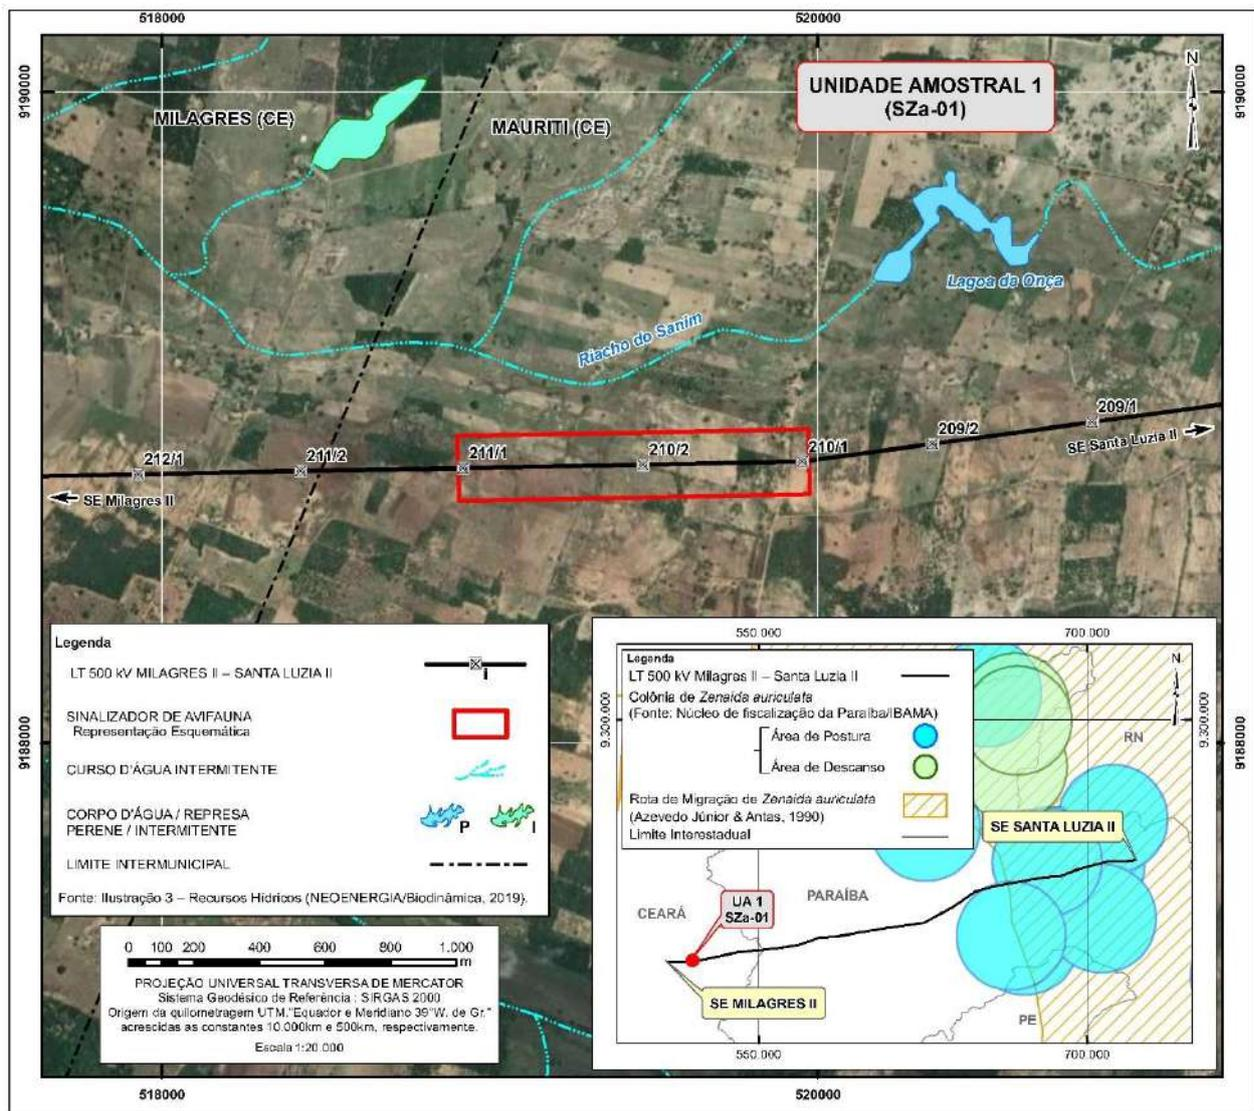 518000
520000
9190000
9190000
UNIDADE AMOSTRAL 1
(SZa-01)
N
MILAGRES (CE)
MAURITI (CE)
Lagoa da Onça
Riacho do Sanim
212/1
211/2
211/1
210/2
210/1
209/2
209/1
SE Santa Luzia II
SE Milagres II
9188000
9188000
Legenda
LT 500 kV MILAGRES II – SANTA LUZIA II
SINALIZADOR DE AVIFAUNA
Representação Esquemática
CURSO D'ÁGUA INTERMITENTE
CORPO D'ÁGUA / REPRESA
PERENE / INTERMITENTE
P
I
LIMITE INTERMUNICIPAL
Fonte: Ilustração 3 – Recursos Hídricos (NEOENERGIA/Biodinâmica, 2019).
0 100 200 400 600 800 1.000
m
PROJEÇÃO UNIVERSAL TRANSVERSA DE MERCATOR
Sistema Geodésico de Referência : SIRGAS 2000
Origem da quilometragem UTM."Equador e Meridiano 39°W. de Gr."
acrescidas as constantes 10.000km e 500km, respectivamente.
Escala 1:20.000
550.000
700.000
Legenda
LT 500 kV Milagres II – Santa Luzia II
Colônia de Zenaida auriculata
(Fonte: Núcleo de fiscalização da Paraíba/IBAMA)
Área de Postura
Área de Descanso
Rota de Migração de Zenaida auriculata
(Azevedo Júnior & Antas, 1990)
Limite Interestadual
N
9.300.000
9.300.000
RN
SE SANTA LUZIA II
PARAÍBA
CEARÁ
UA 1
SZa-01
SE MILAGRES II
PE
550.000
700.000
518000
520000